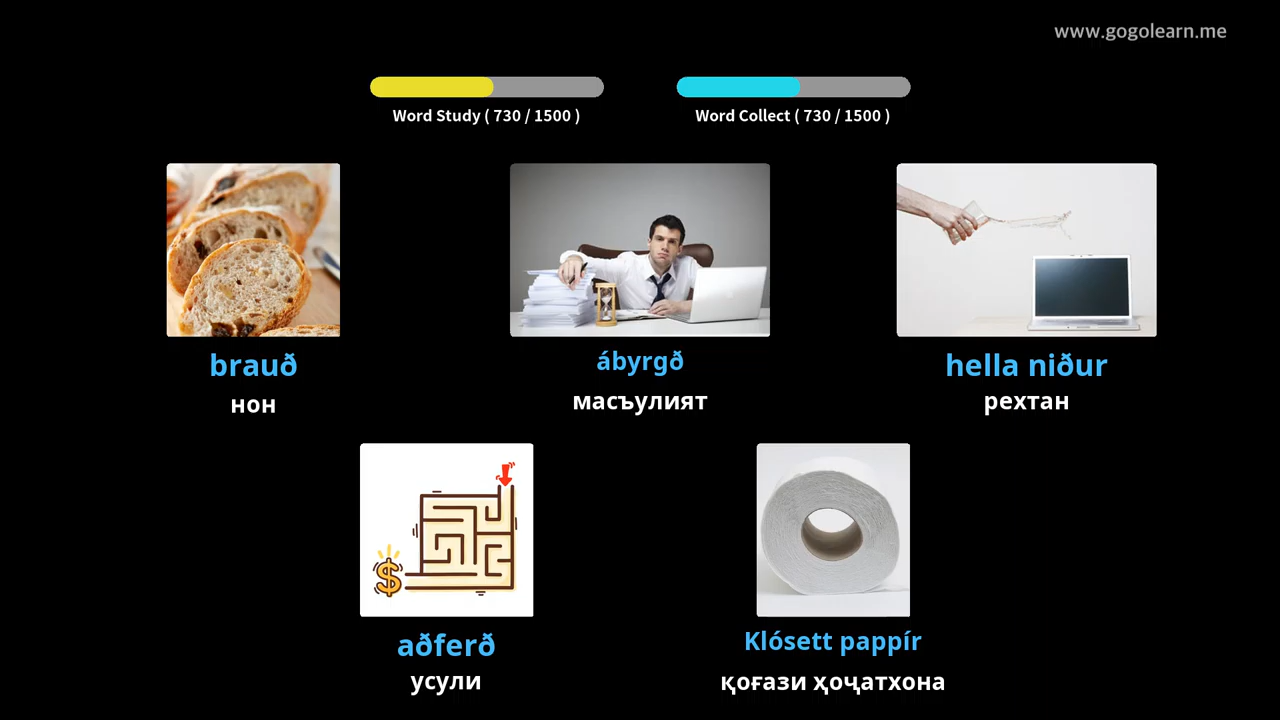 www.gogolearn.me
Word Study ( 730 / 1500 )
Word Collect ( 730 / 1500 )
brauð
нон
ábyrgð
масъулият
hella niður
рехтан
aðferð
усули
Klósett pappír
қоғази ҳоҷатхона